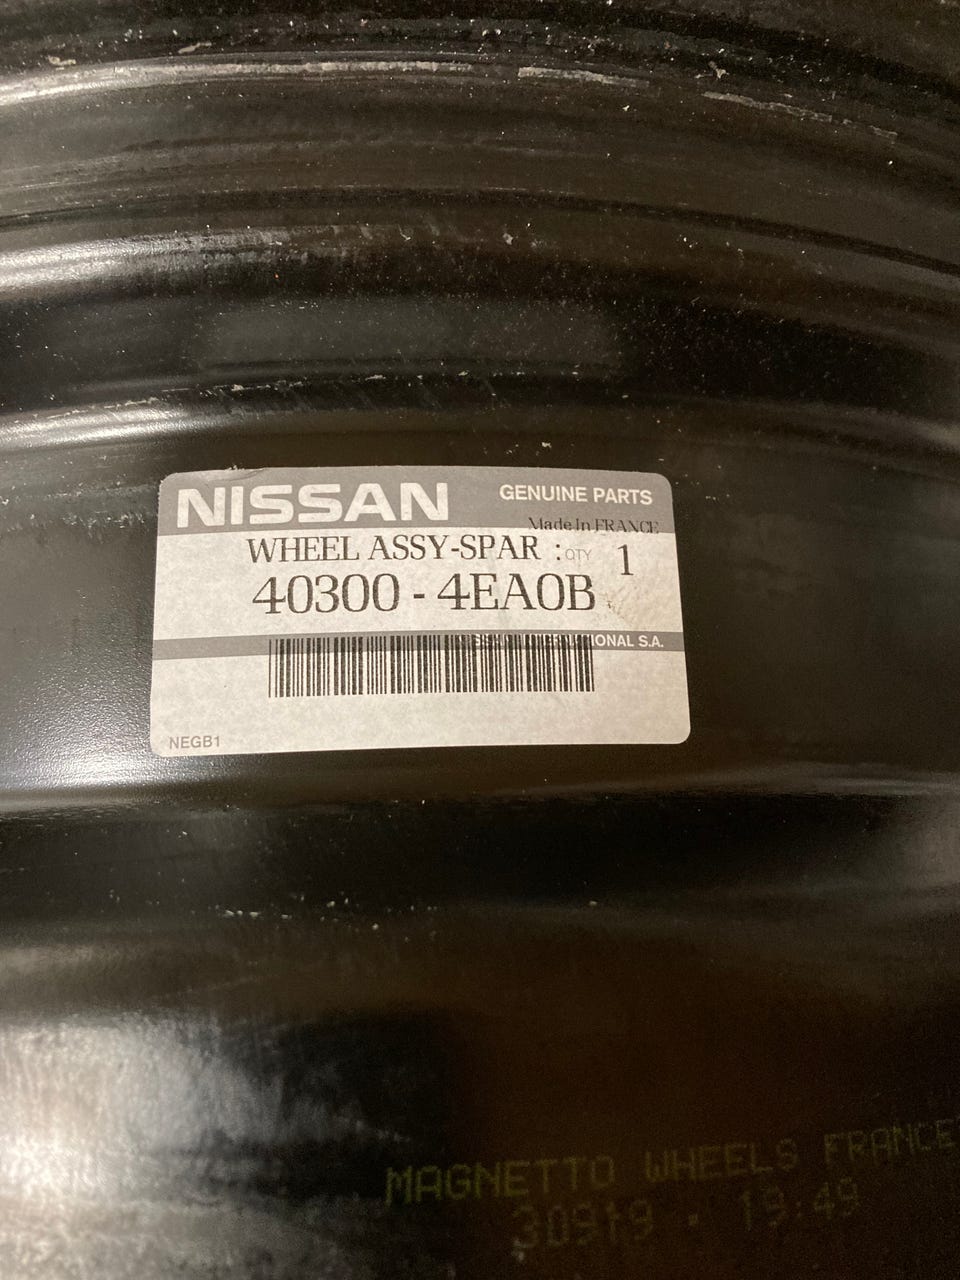 NISSAN GENUINE PARTS
Made In FRANCE
WHEEL ASSY-SPAR : QTY 1
40300 - 4EA0B
IONAL S.A.
NEGB1
MAGNETTO WHEELS FRANCE
30919 . 19:49